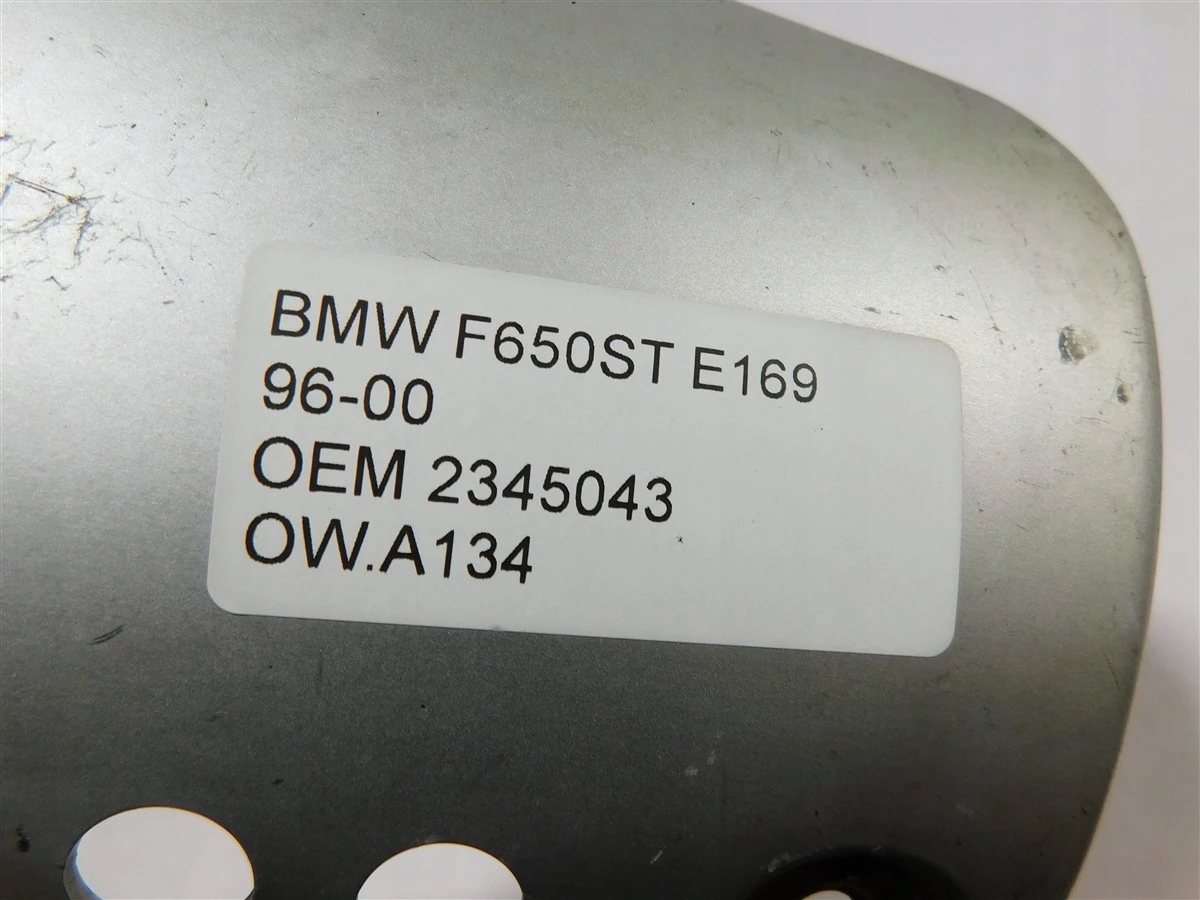 BMW F650ST E169
96-00
OEM 2345043
OW.A134